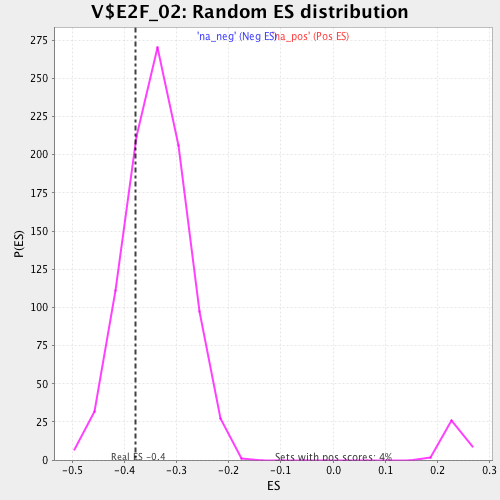 V$E2F_02: Random ES distribution
'na_neg' (Neg ES)
'na_pos' (Pos ES)
275
250
225
200
175
150
125
100
75
50
25
0
P(ES)
Real ES -0.4
Sets with pos scores: 4%
-0.5 -0.4 -0.3 -0.2 -0.1 0.0 0.1 0.2 0.3
ES